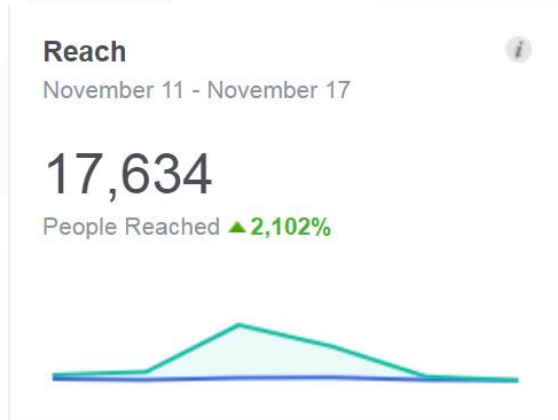 Reach
i
November 11 - November 17
17,634
People Reached ▲2,102%